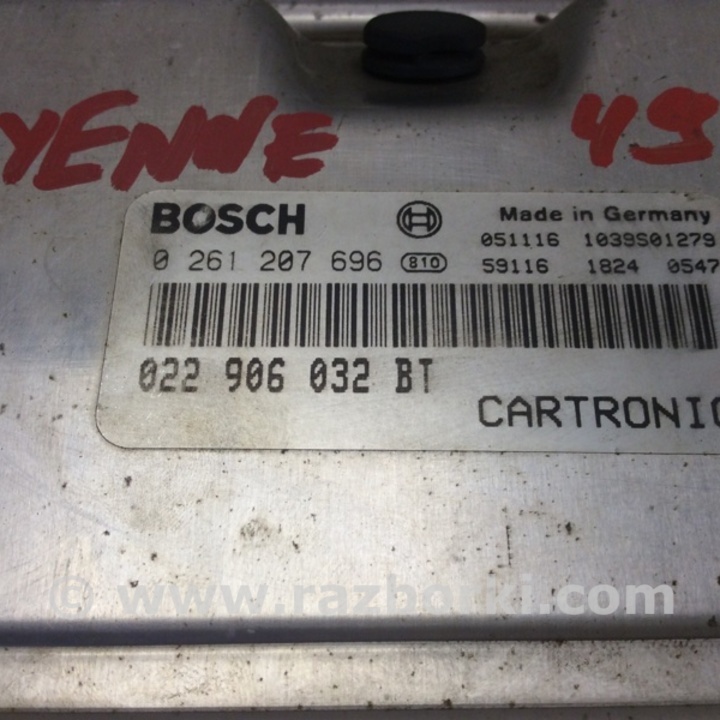 YENNE 49
BOSCH Made in Germany
051116 1039S01279
0 261 207 696 810 59116 1824 0547
022 906 032 BT
CARTRONIC
© www.razborki.com